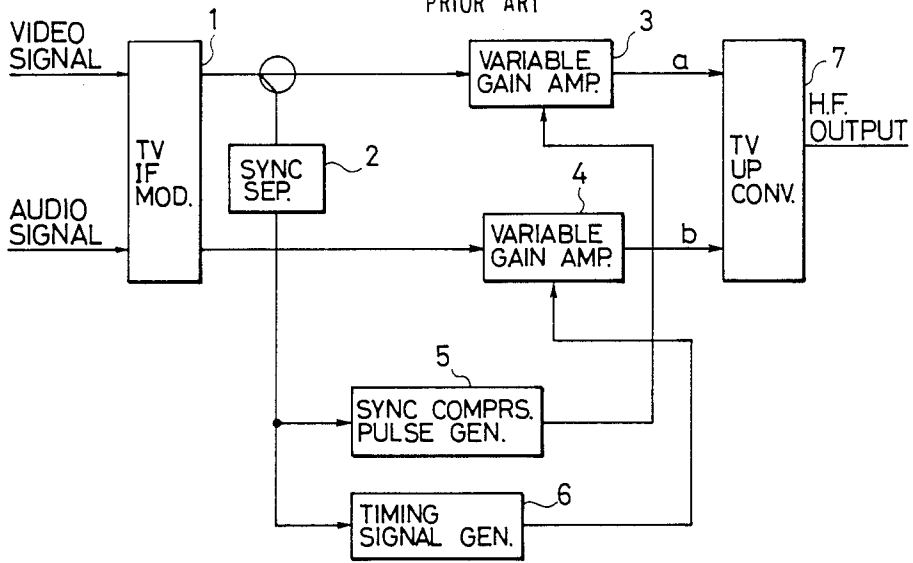 PRIOR ART
VIDEO
SIGNAL
1
TV
IF
MOD.
AUDIO
SIGNAL
2
SYNC
SEP.
3
VARIABLE
GAIN AMP.
a
4
VARIABLE
GAIN AMP.
b
7
TV
UP
CONV.
H.F.
OUTPUT
5
SYNC COMPRS.
PULSE GEN.
6
TIMING
SIGNAL GEN.